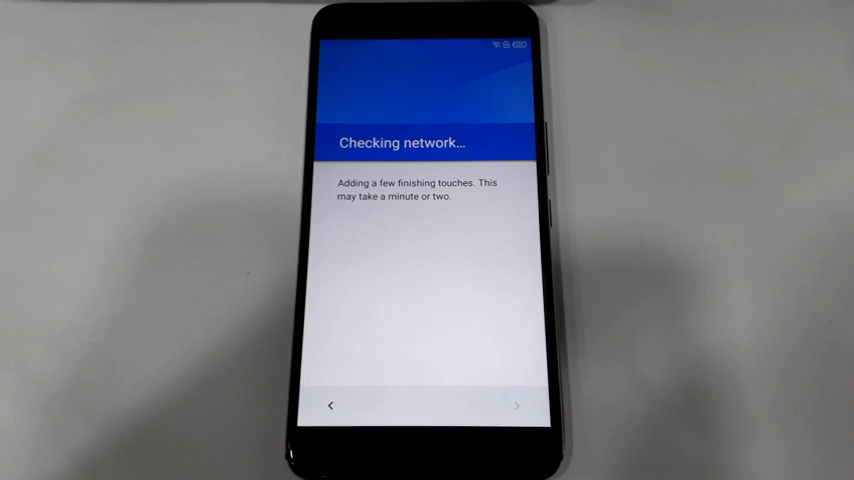 Checking network...
Adding a few finishing touches. This
may take a minute or two.